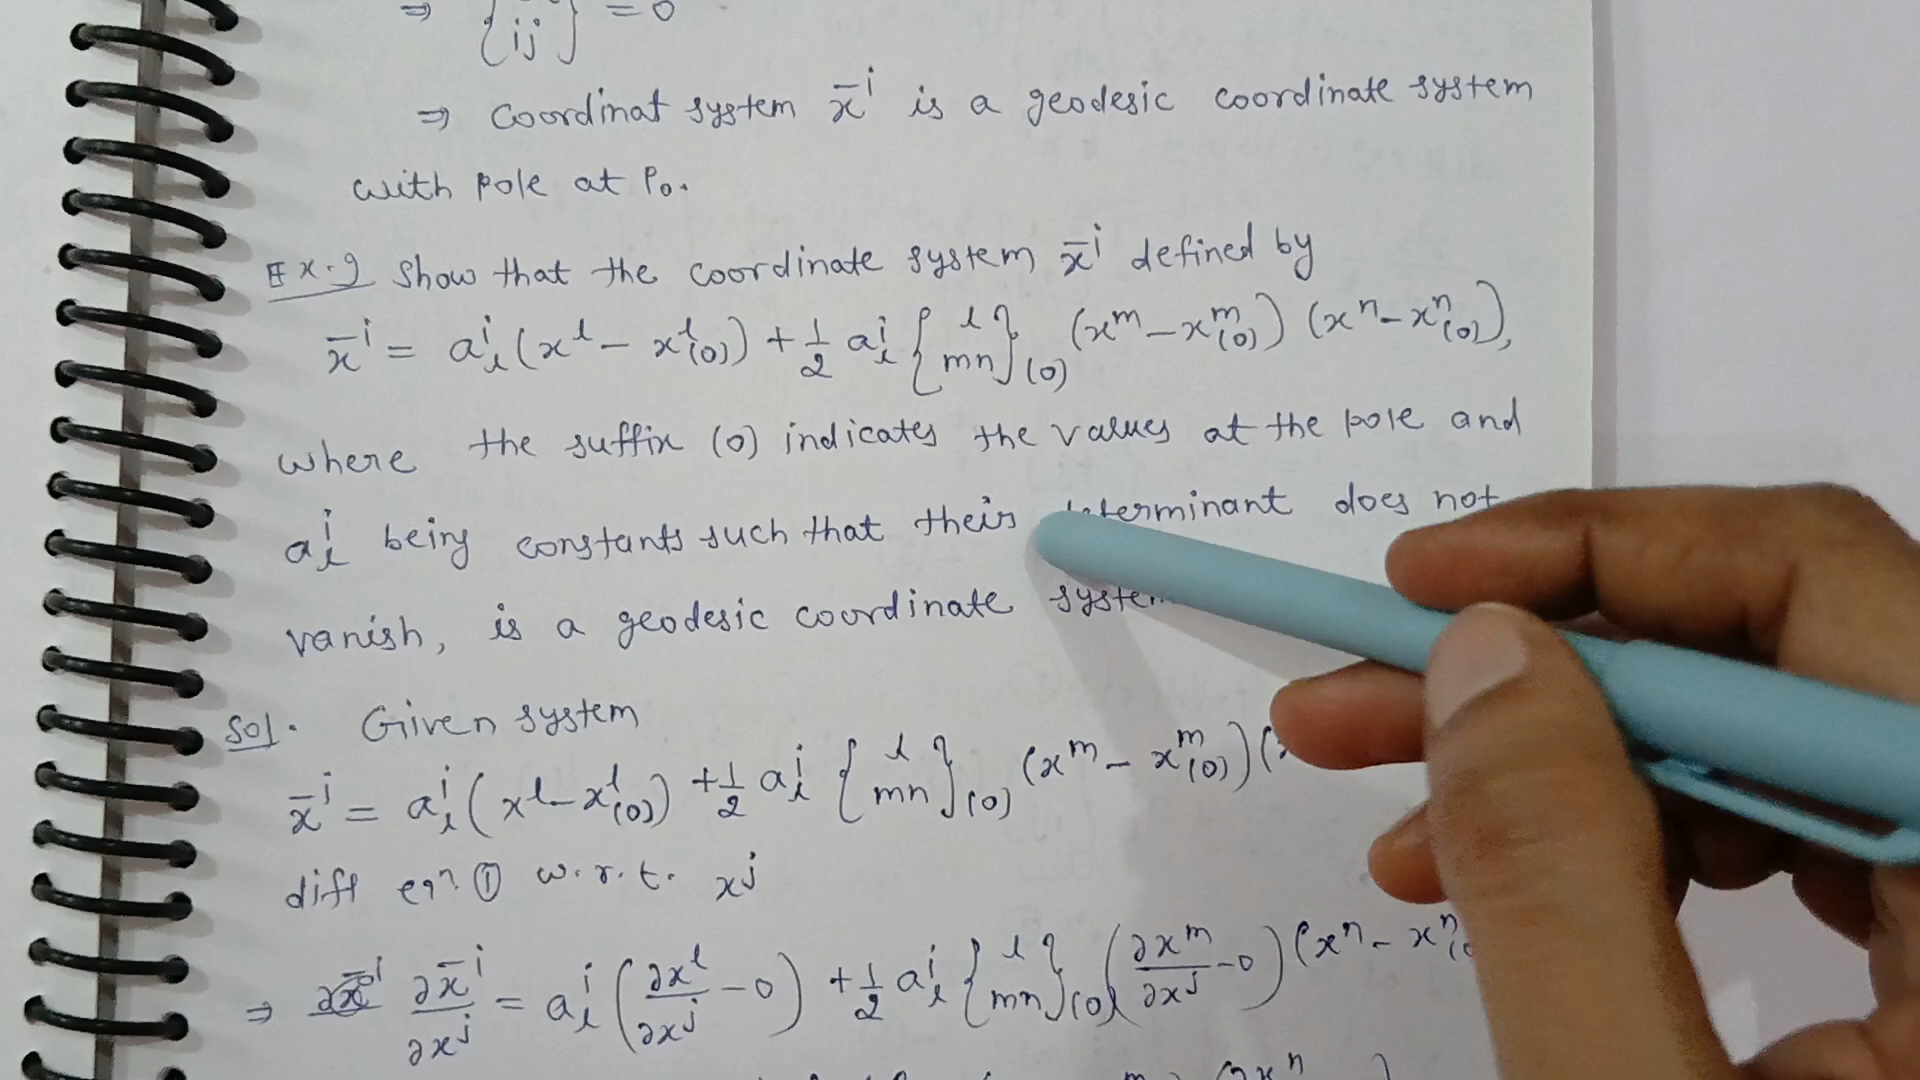 ⇒ { ij } = 0
⇒ Coordinat system x̄ⁱ is a geodesic coordinate system
with pole at P₀.
Ex.9 Show that the coordinate system x̄ⁱ defined by
x̄ⁱ = aⁱₗ(xˡ - xˡ₍₀₎) + 1/2 aⁱₗ { l mn }₍₀₎ (xᵐ - xᵐ₍₀₎) (xⁿ - xⁿ₍₀₎),
where the suffix (0) indicates the values at the pole and
aⁱₗ being constants such that their determinant does not
vanish, is a geodesic coordinate system
Sol. Given system
x̄ⁱ = aⁱₗ(xˡ - xˡ₍₀₎) + 1/2 aⁱₗ { l mn }₍₀₎ (xᵐ - xᵐ₍₀₎)(
diff eqn. ① w.r.t. xʲ
⇒ ∂x̄ⁱ/∂xʲ = aⁱₗ (∂xˡ/∂xʲ - 0) + 1/2 aⁱₗ { l mn }₍₀₎ (∂xᵐ/∂xʲ - 0) (xⁿ - xⁿ₍₀